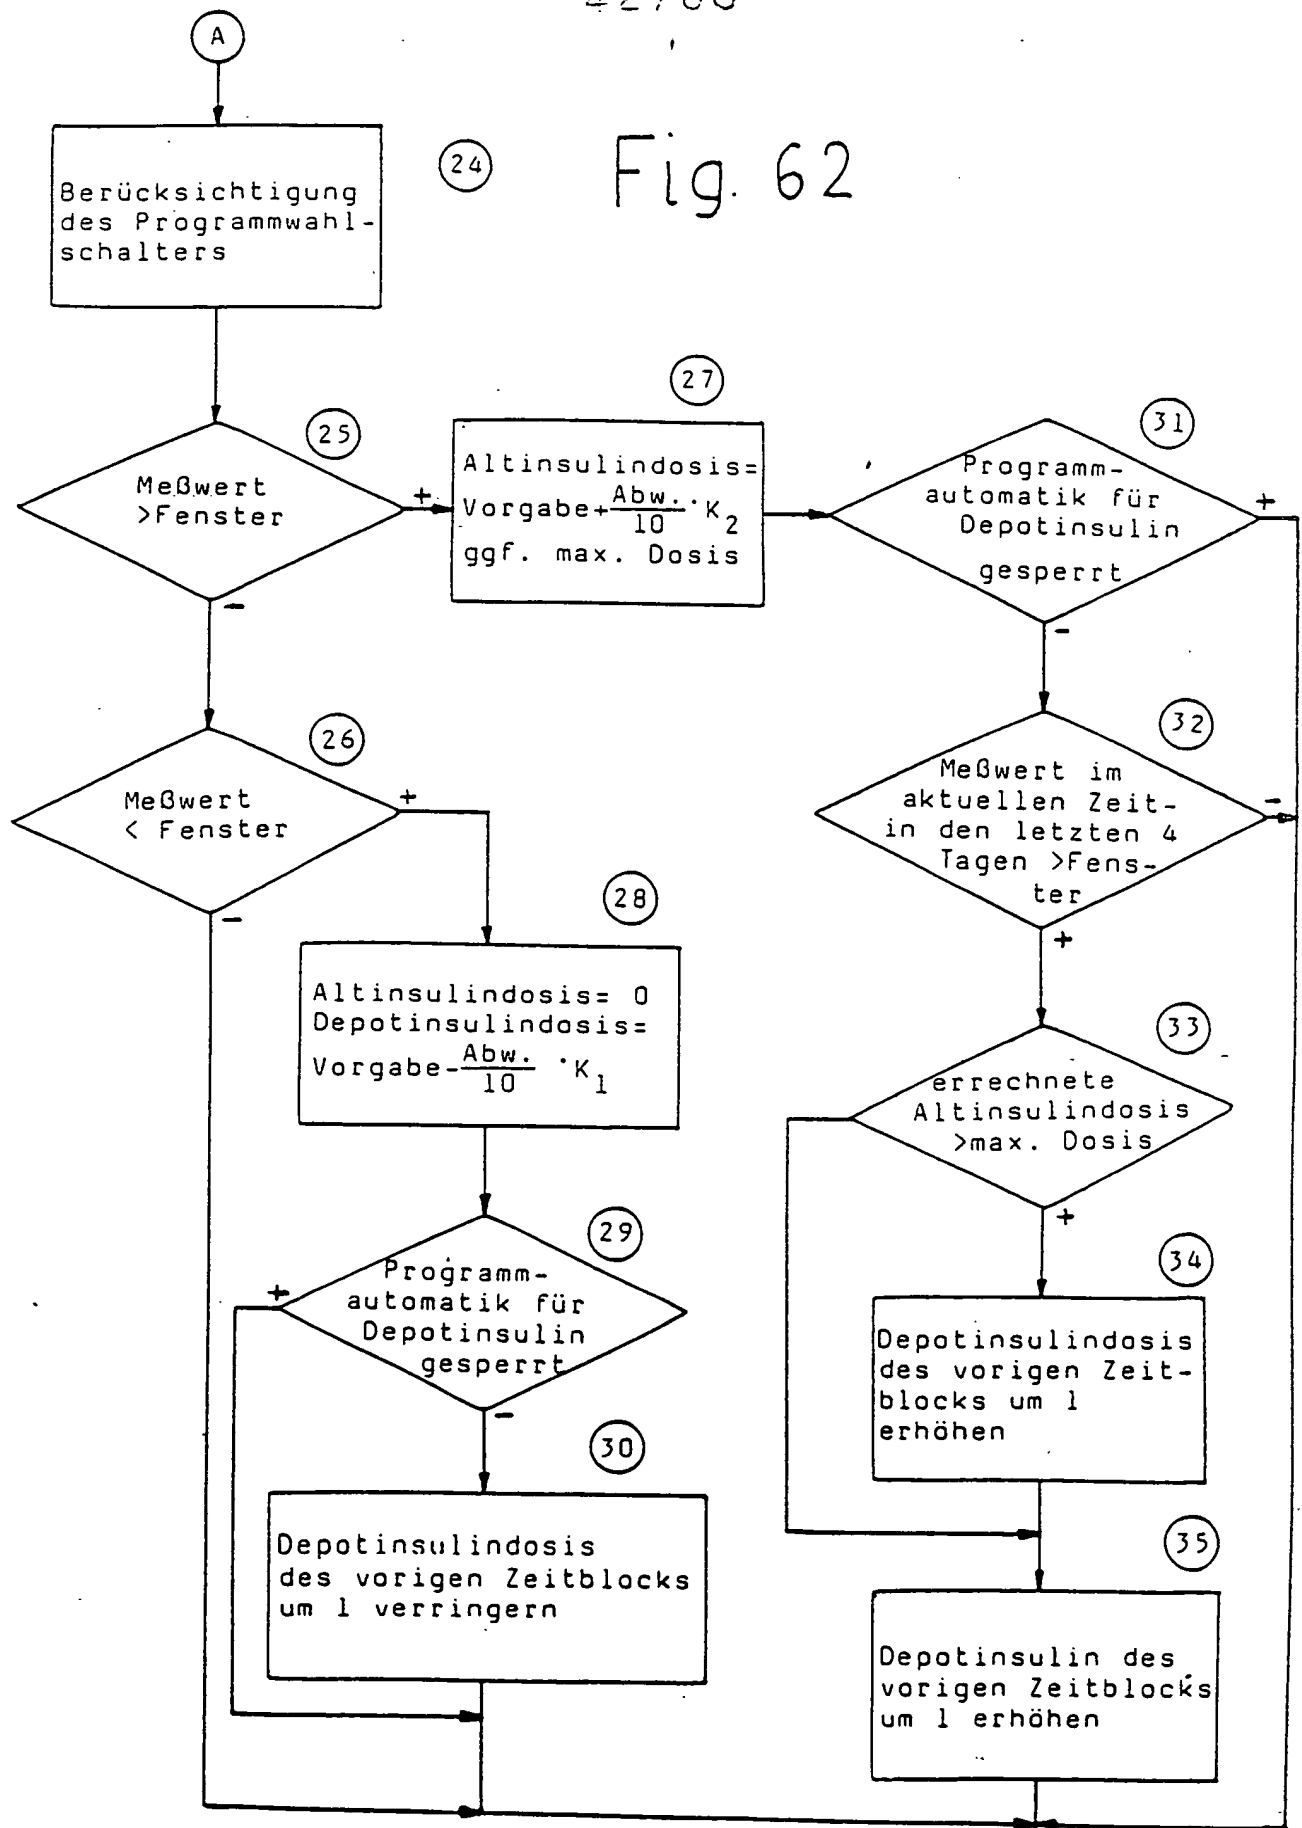 A
24
Fig. 62
Berücksichtigung
des Programmwahl-
schalters
25
Meßwert
>Fenster
+
-
27
Altinsulindosis=
Vorgabe+Abw./10·K2
ggf. max. Dosis
31
Programm-
automatik für
Depotinsulin
gesperrt
+
-
26
Meßwert
< Fenster
+
-
32
Meßwert im
aktuellen Zeit-
in den letzten 4
Tagen >Fens-
ter
-
+
28
Altinsulindosis= 0
Depotinsulindosis=
Vorgabe-Abw./10 ·K1
33
errechnete
Altinsulindosis
>max. Dosis
+
29
Programm-
automatik für
Depotinsulin
gesperrt
+
-
34
Depotinsulindosis
des vorigen Zeit-
blocks um 1
erhöhen
30
Depotinsulindosis
des vorigen Zeitblocks
um 1 verringern
35
Depotinsulin des
vorigen Zeitblocks
um 1 erhöhen